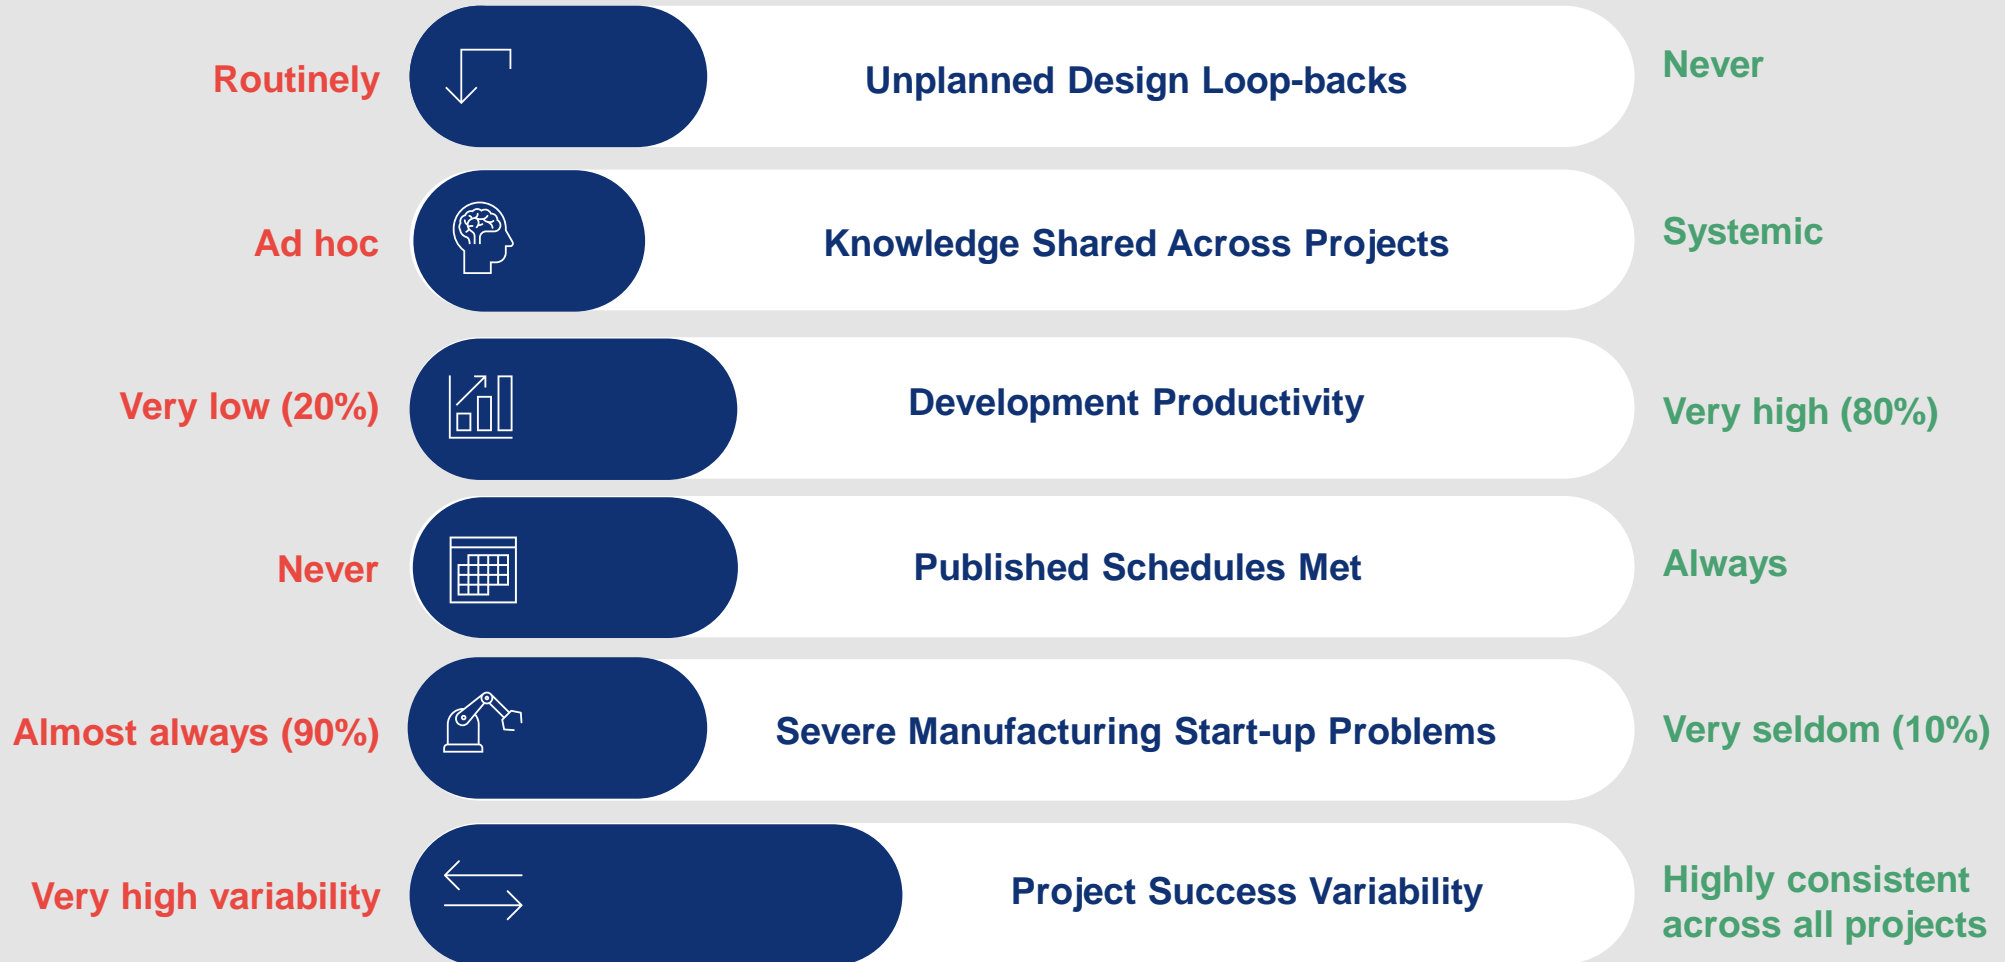 Routinely
Unplanned Design Loop-backs
Never
Ad hoc
Knowledge Shared Across Projects
Systemic
Very low (20%)
Development Productivity
Very high (80%)
Never
Published Schedules Met
Always
Almost always (90%)
Severe Manufacturing Start-up Problems
Very seldom (10%)
Very high variability
Project Success Variability
Highly consistent
across all projects